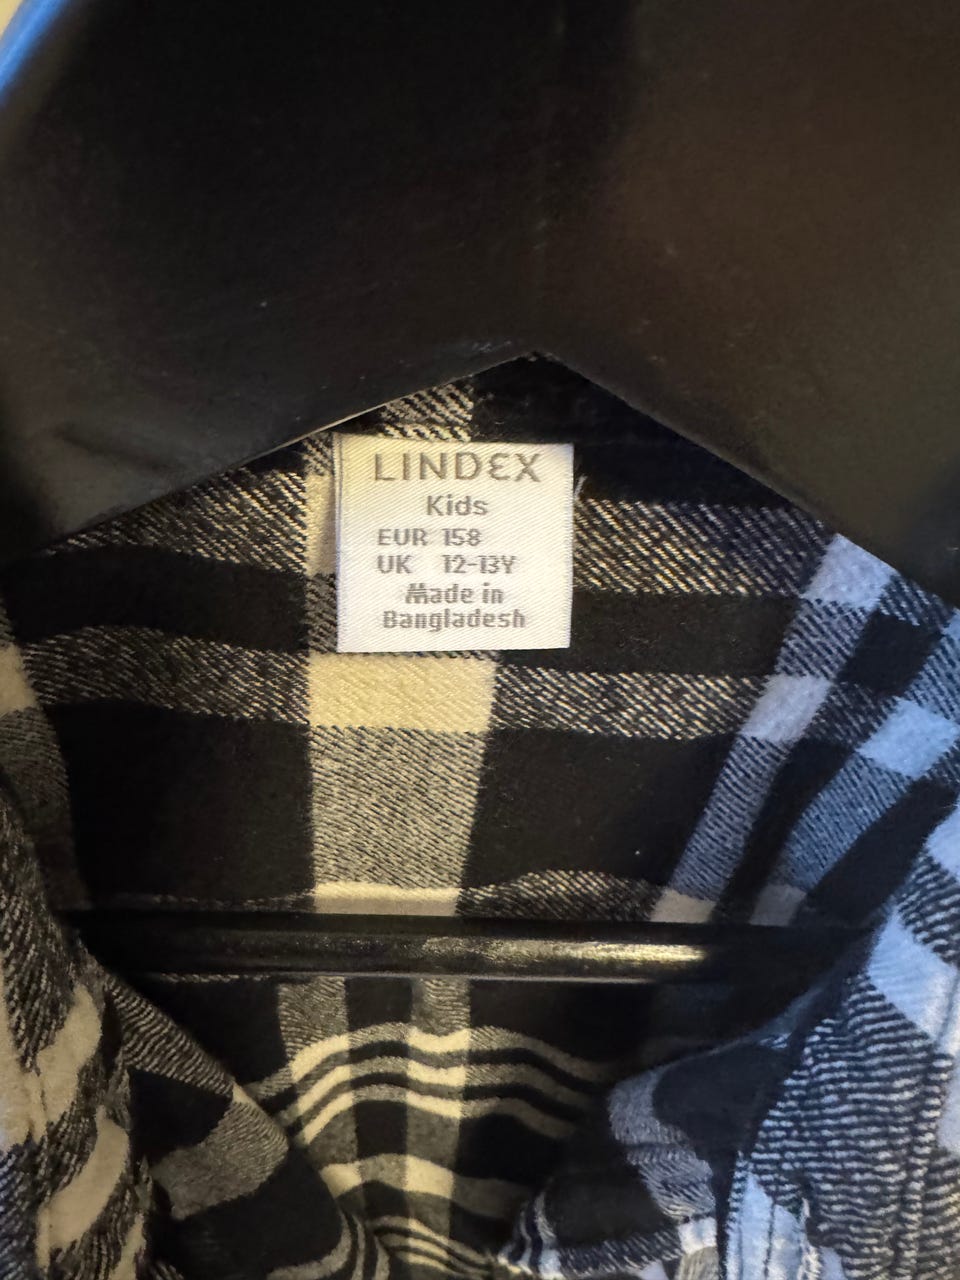 LINDEX
Kids
EUR 158
UK 12-13Y
Made in
Bangladesh